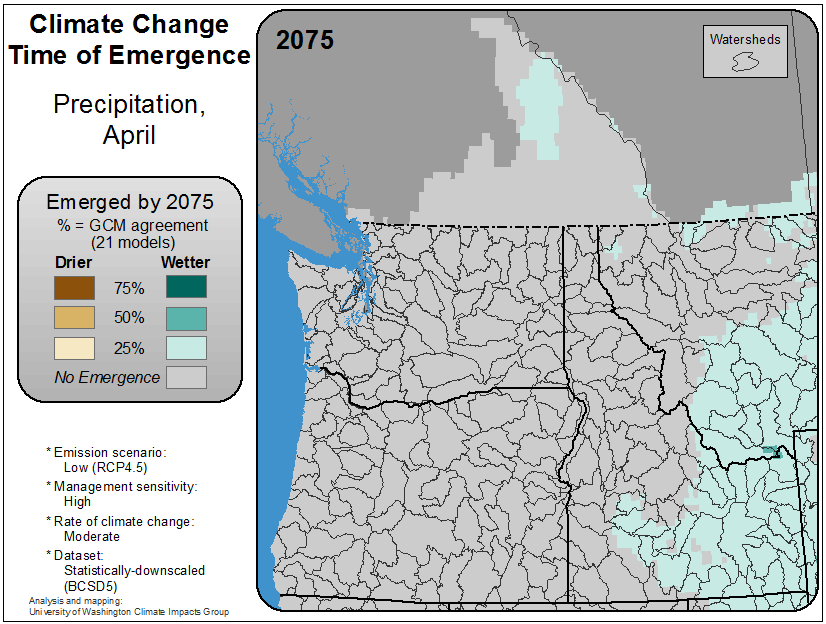 Climate Change
Time of Emergence
Precipitation,
April
Emerged by 2075
% = GCM agreement
(21 models)
Drier Wetter
75%
50%
25%
No Emergence
* Emission scenario:
Low (RCP4.5)
* Management sensitivity:
High
* Rate of climate change:
Moderate
* Dataset:
Statistically-downscaled
(BCSD5)
Analysis and mapping:
University of Washington Climate Impacts Group
2075
Watersheds